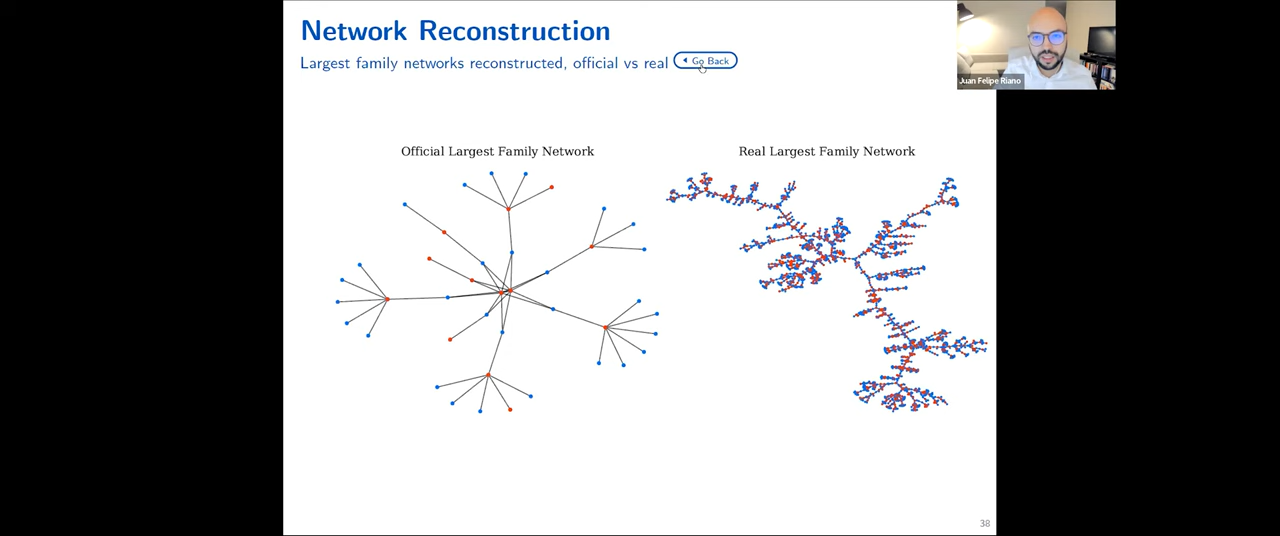 Network Reconstruction
Largest family networks reconstructed, official vs real Go Back
Juan Felipe Riano
Official Largest Family Network
Real Largest Family Network
38